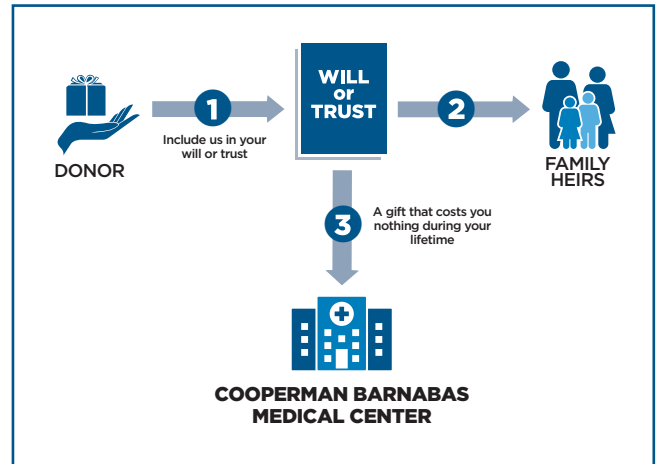 DONOR
1
Include us in your
will or trust
WILL
or
TRUST
2
FAMILY
HEIRS
3
A gift that costs you
nothing during your
lifetime
COOPERMAN BARNABAS
MEDICAL CENTER